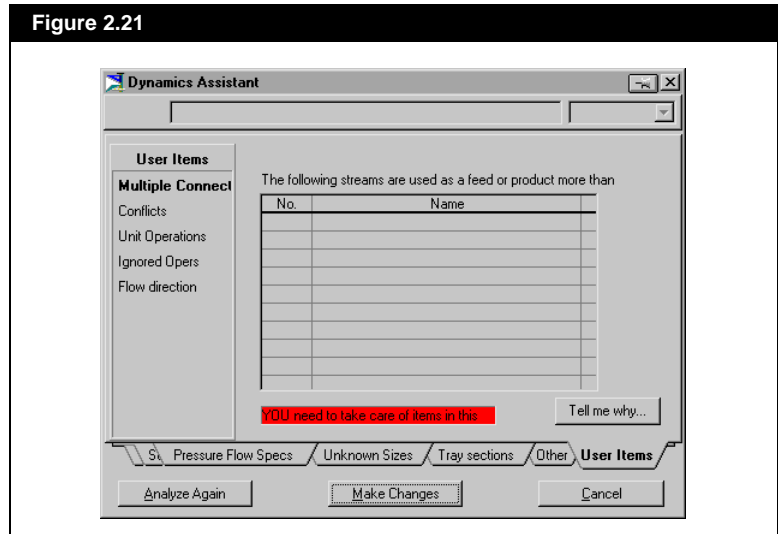 Figure 2.21
Dynamics Assistant
User Items
Multiple Connect
Conflicts
Unit Operations
Ignored Opers
Flow direction
The following streams are used as a feed or product more than
No. Name
YOU need to take care of items in this
Tell me why...
Pressure Flow Specs Unknown Sizes Tray sections Other User Items
Analyze Again Make Changes Cancel